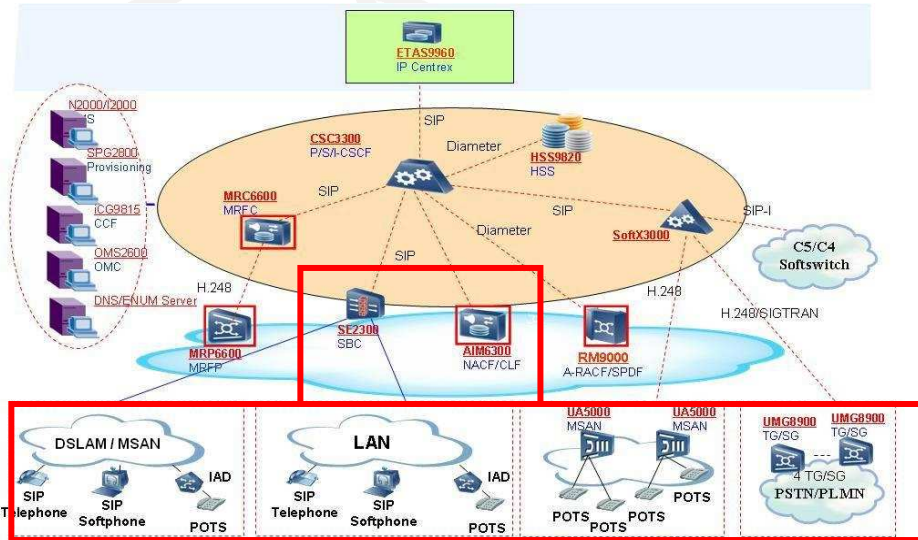 ETAS9960
IP Centrex
N2000/I2000
SPG2800
Provisioning
iCG9815
CCF
OMS2600
OMC
DNS/ENUM Server
SIP
CSC3300
P/S/I-CSCF
Diameter
HSS9820
HSS
MRC6600
MRFC
SIP
SIP
SIP-I
SoftX3000
Diameter
SIP
C5/C4
Softswitch
H.248
H.248
H.248/SIGTRAN
MRP6600
MRFP
SE2300
SBC
AIM6300
NACF/CLF
RM9000
A-RACF/SPDF
DSLAM / MSAN
SIP
Telephone
SIP
Softphone
IAD
POTS
LAN
SIP
Telephone
SIP
Softphone
IAD
POTS
UA5000
MSAN
UA5000
MSAN
POTS
POTS
POTS
POTS
UMG8900
TG/SG
UMG8900
TG/SG
4 TG/SG
PSTN/PLMN